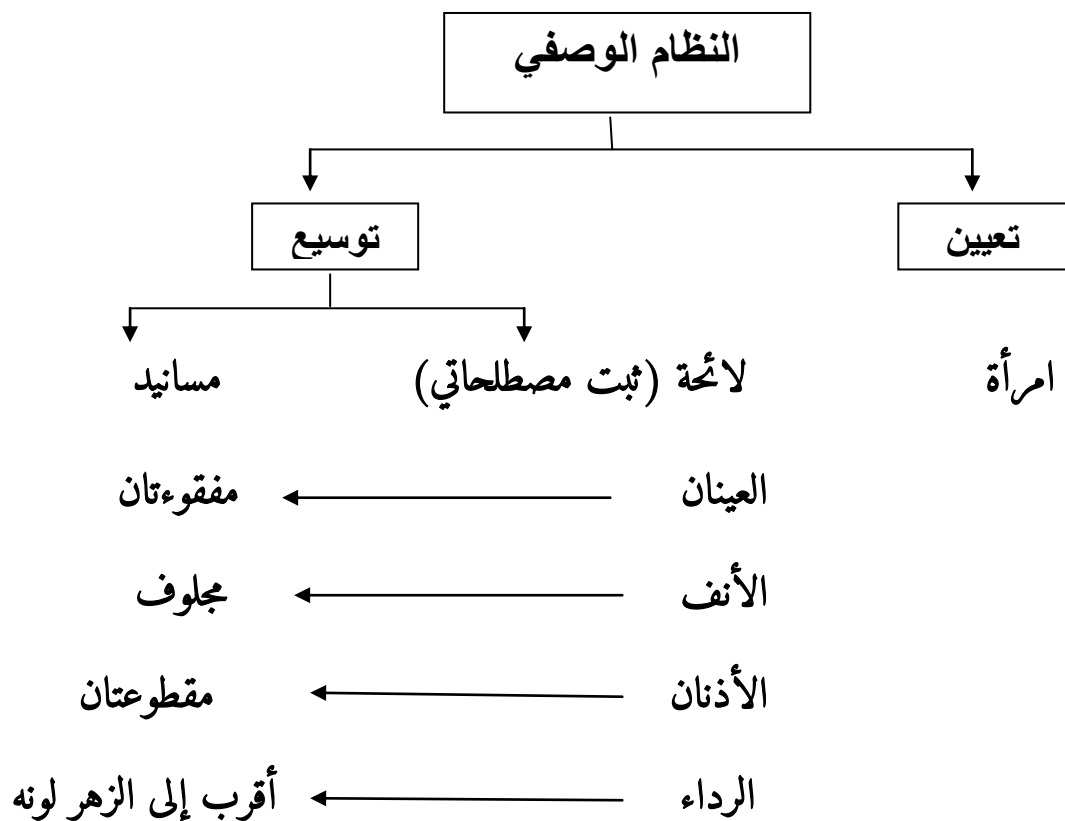 النظام الوصفي
تعيين توسيع
امرأة لائحة (ثبت مصطلحاتي) مسانيد
العينان مفقوءتان
الأنف مجلوف
الأذنان مقطوعتان
الرداء أقرب إلى الزهر لونه